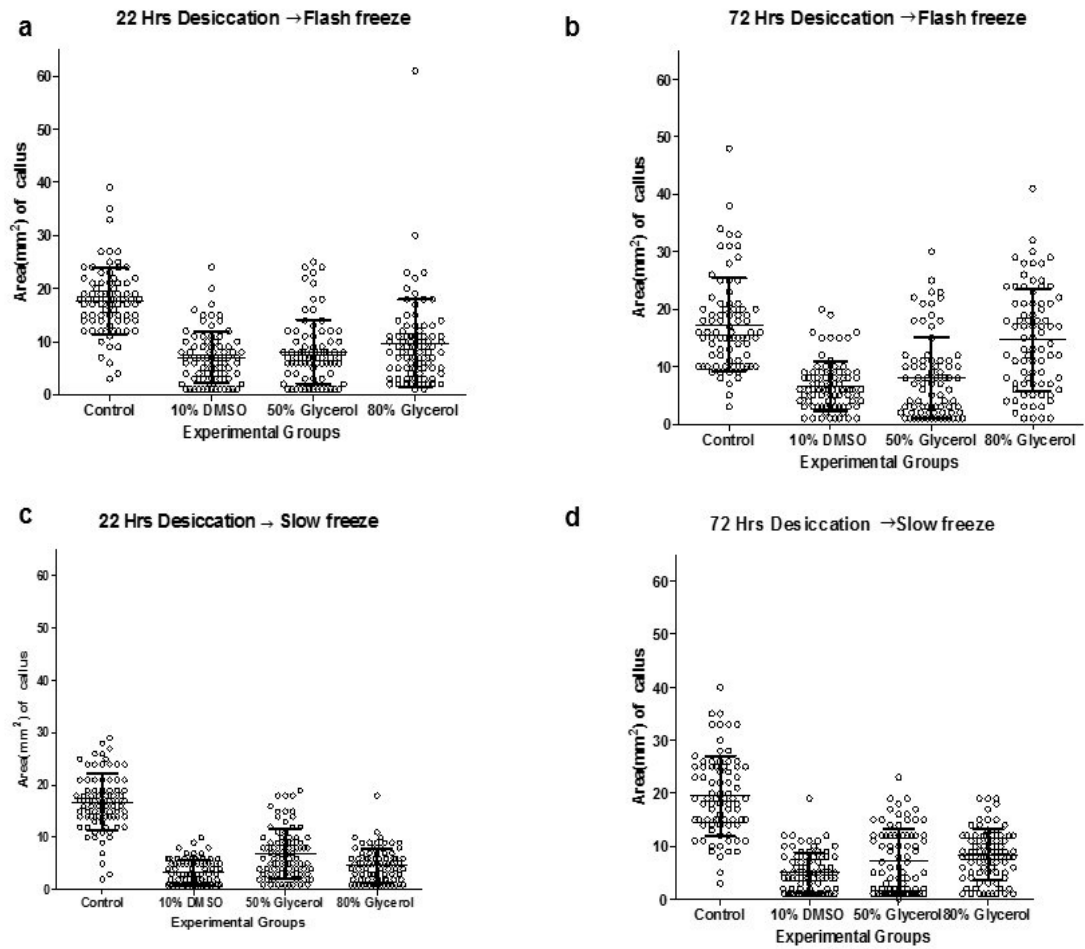 a
22 Hrs Desiccation →Flash freeze
Area(mm²) of callus
60
50
40
30
20
10
0
Control 10% DMSO 50% Glycerol 80% Glycerol
Experimental Groups
b
72 Hrs Desiccation →Flash freeze
Area(mm²) of callus
60
50
40
30
20
10
0
Control 10% DMSO 50% Glycerol 80% Glycerol
Experimental Groups
c
22 Hrs Desiccation → Slow freeze
Area(mm²) of callus
60
50
40
30
20
10
0
Control 10% DMSO 50% Glycerol 80% Glycerol
Experimental Groups
d
72 Hrs Desiccation →Slow freeze
Area(mm²) of callus
60
50
40
30
20
10
0
Control 10% DMSO 50% Glycerol 80% Glycerol
Experimental Groups